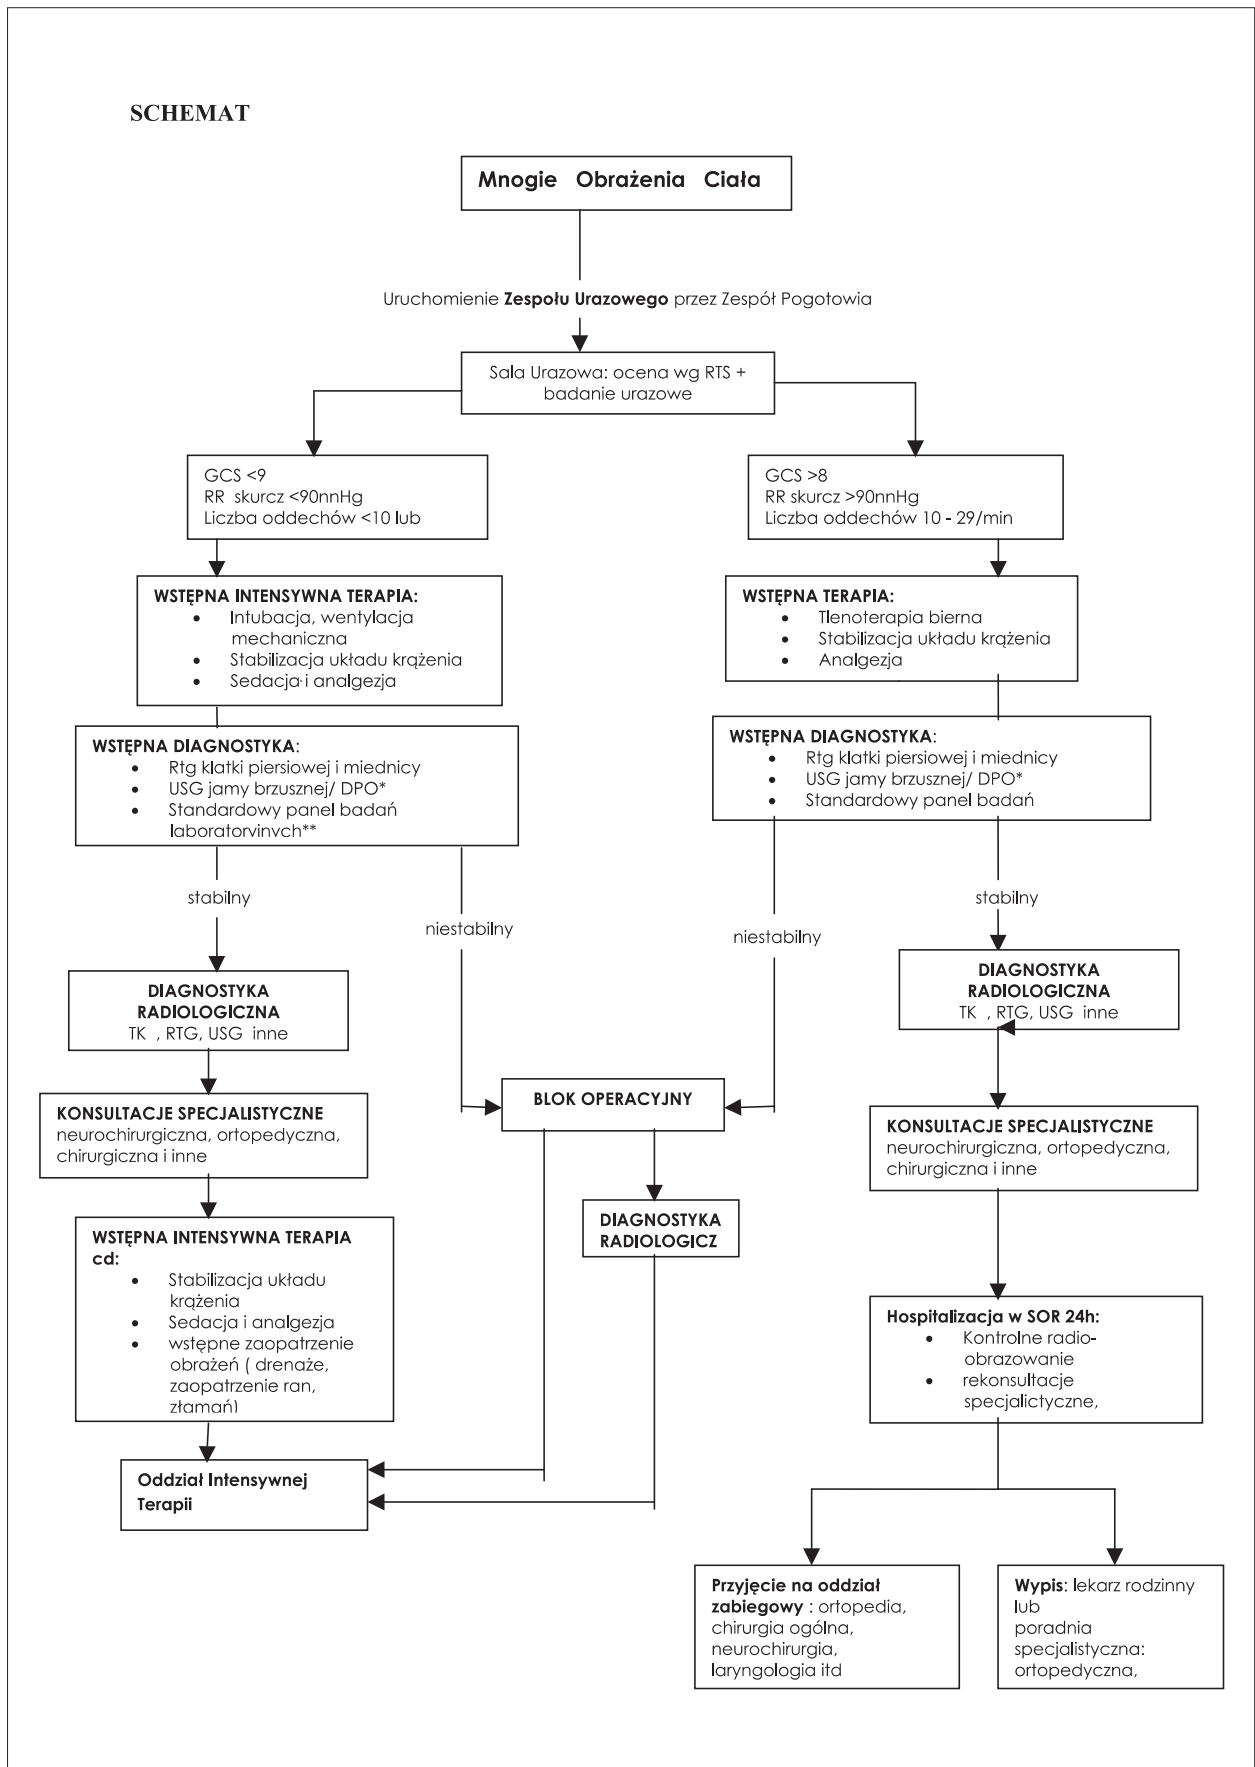 SCHEMAT
Mnogie Obrażenia Ciała
Uruchomienie Zespołu Urazowego przez Zespół Pogotowia
Sala Urazowa: ocena wg RTS +
badanie urazowe
GCS <9
RR skurcz <90nnHg
Liczba oddechów <10 lub
GCS >8
RR skurcz >90nnHg
Liczba oddechów 10 - 29/min
WSTĘPNA INTENSYWNA TERAPIA:
• Intubacja, wentylacja
mechaniczna
• Stabilizacja układu krążenia
• Sedacja i analgezja
WSTĘPNA TERAPIA:
• Tlenoterapia bierna
• Stabilizacja układu krążenia
• Analgezja
WSTĘPNA DIAGNOSTYKA:
• Rtg klatki piersiowej i miednicy
• USG jamy brzusznej/ DPO*
• Standardowy panel badań
laboratorvinvch**
WSTĘPNA DIAGNOSTYKA:
• Rtg klatki piersiowej i miednicy
• USG jamy brzusznej/ DPO*
• Standardowy panel badań
stabilny
niestabilny
niestabilny
stabilny
DIAGNOSTYKA
RADIOLOGICZNA
TK , RTG, USG inne
DIAGNOSTYKA
RADIOLOGICZNA
TK , RTG, USG inne
KONSULTACJE SPECJALISTYCZNE
neurochirurgiczna, ortopedyczna,
chirurgiczna i inne
BLOK OPERACYJNY
KONSULTACJE SPECJALISTYCZNE
neurochirurgiczna, ortopedyczna,
chirurgiczna i inne
WSTĘPNA INTENSYWNA TERAPIA
cd:
• Stabilizacja układu
krążenia
• Sedacja i analgezja
• wstępne zaopatrzenie
obrażeń ( drenaże,
zaopatrzenie ran,
złamań)
DIAGNOSTYKA
RADIOLOGICZ
Hospitalizacja w SOR 24h:
• Kontrolne radio-
obrazowanie
• rekonsultacje
specjalictyczne,
Oddział Intensywnej
Terapii
Przyjęcie na oddział
zabiegowy : ortopedia,
chirurgia ogólna,
neurochirurgia,
laryngologia itd
Wypis: lekarz rodzinny
lub
poradnia
specjalistyczna:
ortopedyczna,